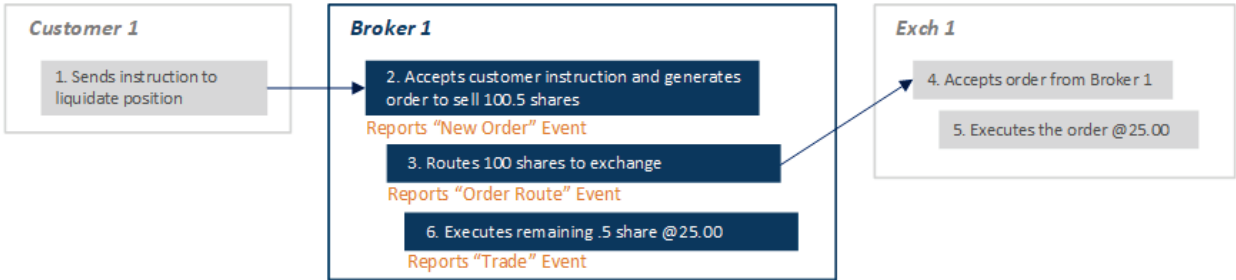 Customer 1
1. Sends instruction to
liquidate position
Broker 1
2. Accepts customer instruction and generates
order to sell 100.5 shares
Reports “New Order” Event
3. Routes 100 shares to exchange
Reports “Order Route” Event
6. Executes remaining .5 share @25.00
Reports “Trade” Event
Exch 1
4. Accepts order from Broker 1
5. Executes the order @25.00